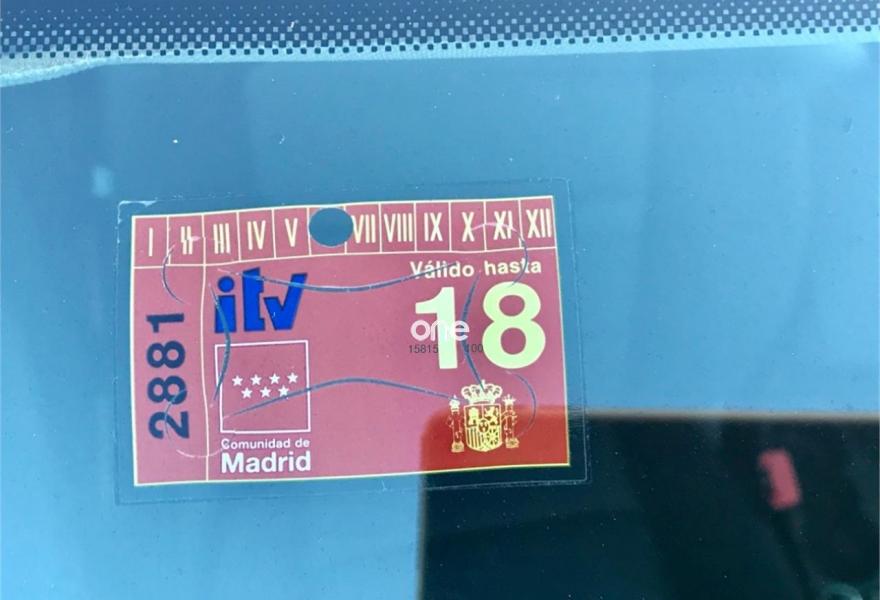 I II III IV V VII VIII IX X XI XII
Válido hasta
itv
18
one
2881
Comunidad de
Madrid